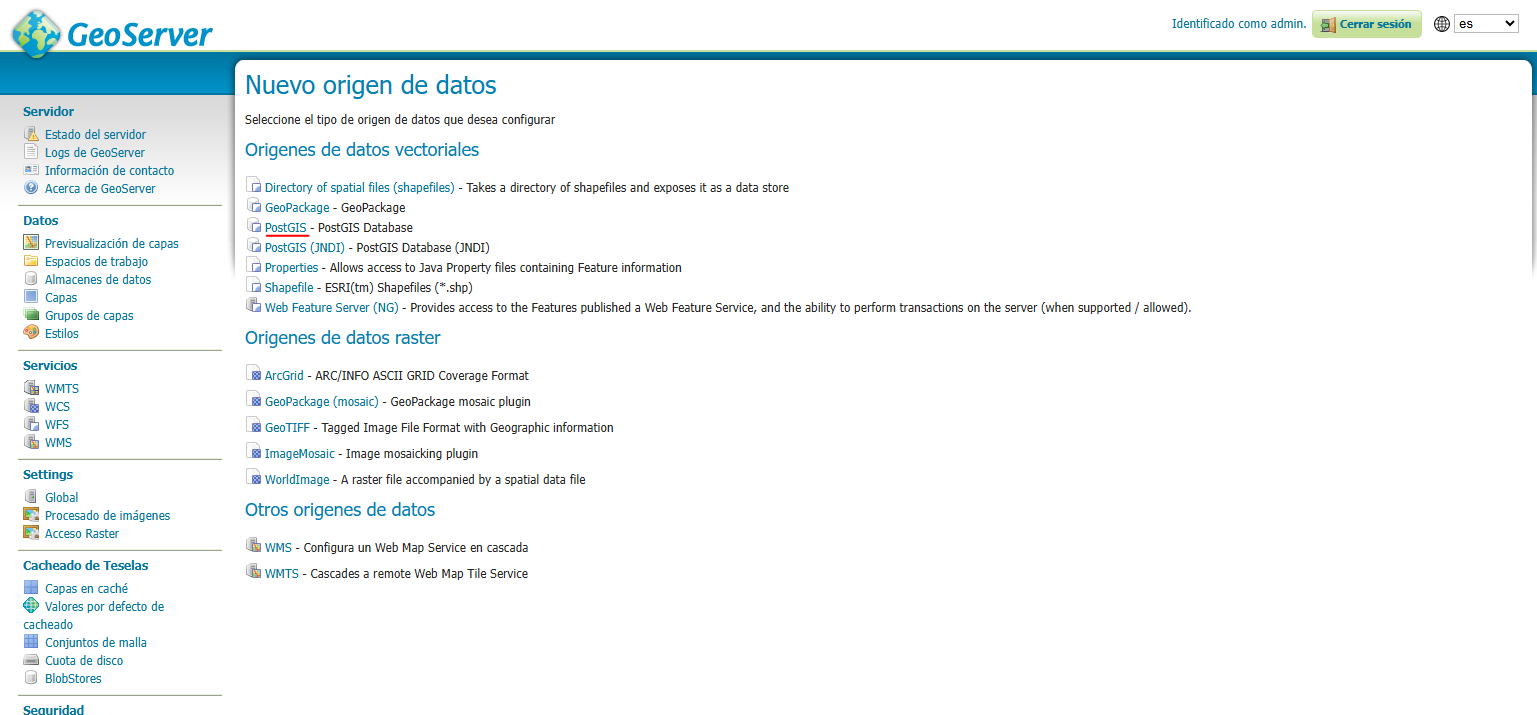 GeoServer
Identificado como admin.
Cerrar sesión
es
Servidor
Estado del servidor
Logs de GeoServer
Información de contacto
Acerca de GeoServer
Datos
Previsualización de capas
Espacios de trabajo
Almacenes de datos
Capas
Grupos de capas
Estilos
Servicios
WMTS
WCS
WFS
WMS
Settings
Global
Procesado de imágenes
Acceso Raster
Cacheado de Teselas
Capas en caché
Valores por defecto de
cacheado
Conjuntos de malla
Cuota de disco
BlobStores
Seguridad
Nuevo origen de datos
Seleccione el tipo de origen de datos que desea configurar
Origenes de datos vectoriales
Directory of spatial files (shapefiles) - Takes a directory of shapefiles and exposes it as a data store
GeoPackage - GeoPackage
PostGIS - PostGIS Database
PostGIS (JNDI) - PostGIS Database (JNDI)
Properties - Allows access to Java Property files containing Feature information
Shapefile - ESRI(tm) Shapefiles (*.shp)
Web Feature Server (NG) - Provides access to the Features published a Web Feature Service, and the ability to perform transactions on the server (when supported / allowed).
Origenes de datos raster
ArcGrid - ARC/INFO ASCII GRID Coverage Format
GeoPackage (mosaic) - GeoPackage mosaic plugin
GeoTIFF - Tagged Image File Format with Geographic information
ImageMosaic - Image mosaicking plugin
WorldImage - A raster file accompanied by a spatial data file
Otros origenes de datos
WMS - Configura un Web Map Service en cascada
WMTS - Cascades a remote Web Map Tile Service